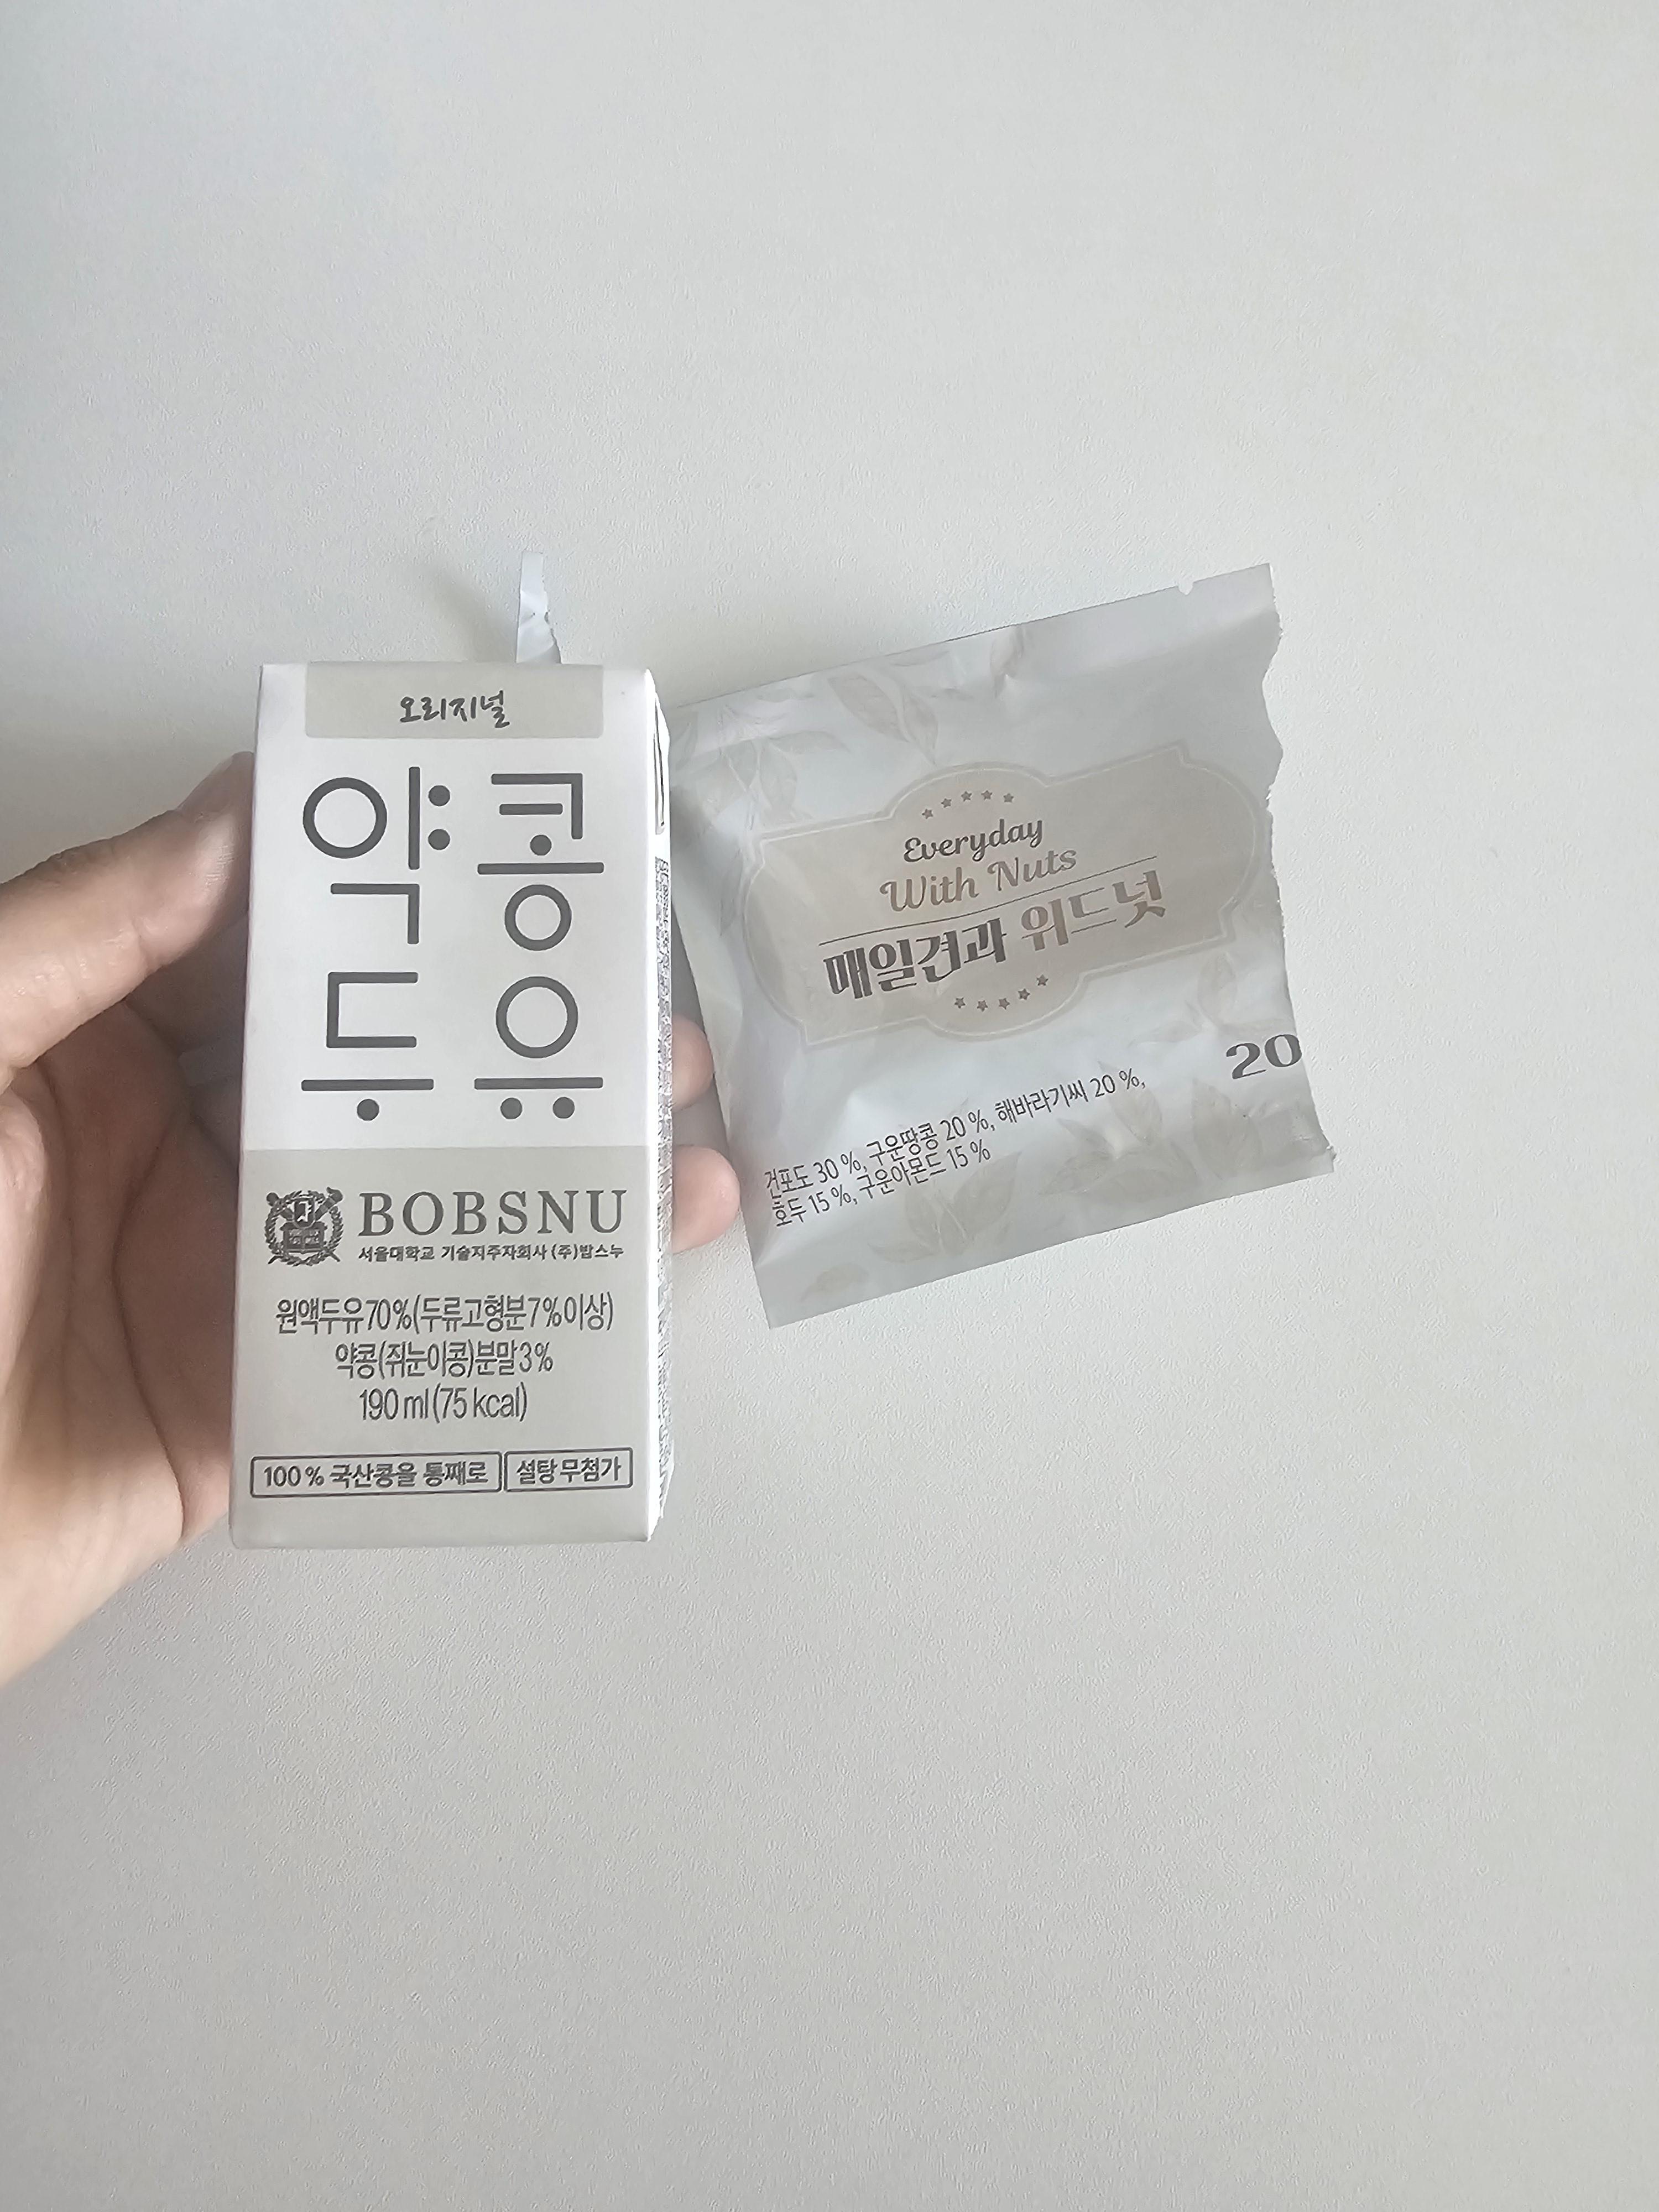 오리지널
약콩
두유
BOBSNU
서울대학교 기술지주자회사 (주)밥스누
원액두유70%(두류고형분7%이상)
약콩(쥐눈이콩)분말3%
190 ml (75 kcal)
100% 국산콩을 통째로
설탕 무첨가
Everyday
With Nuts
매일견과 위드넛
20
건포도 30 %, 구운땅콩 20 %, 해바라기씨 20 %,
호두 15 %, 구운아몬드 15 %